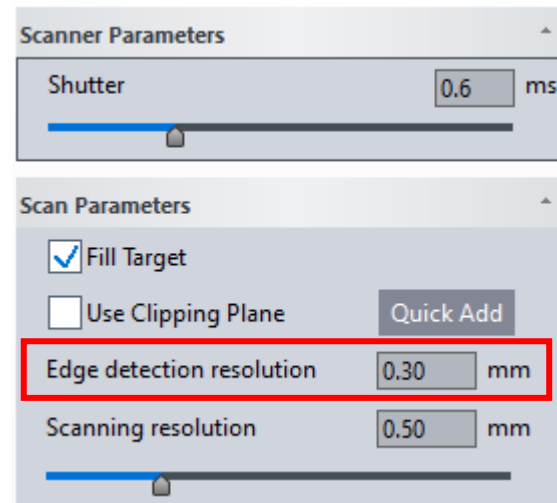 Scanner Parameters
Shutter 0.6 ms
Scan Parameters
Fill Target
Use Clipping Plane Quick Add
Edge detection resolution 0.30 mm
Scanning resolution 0.50 mm